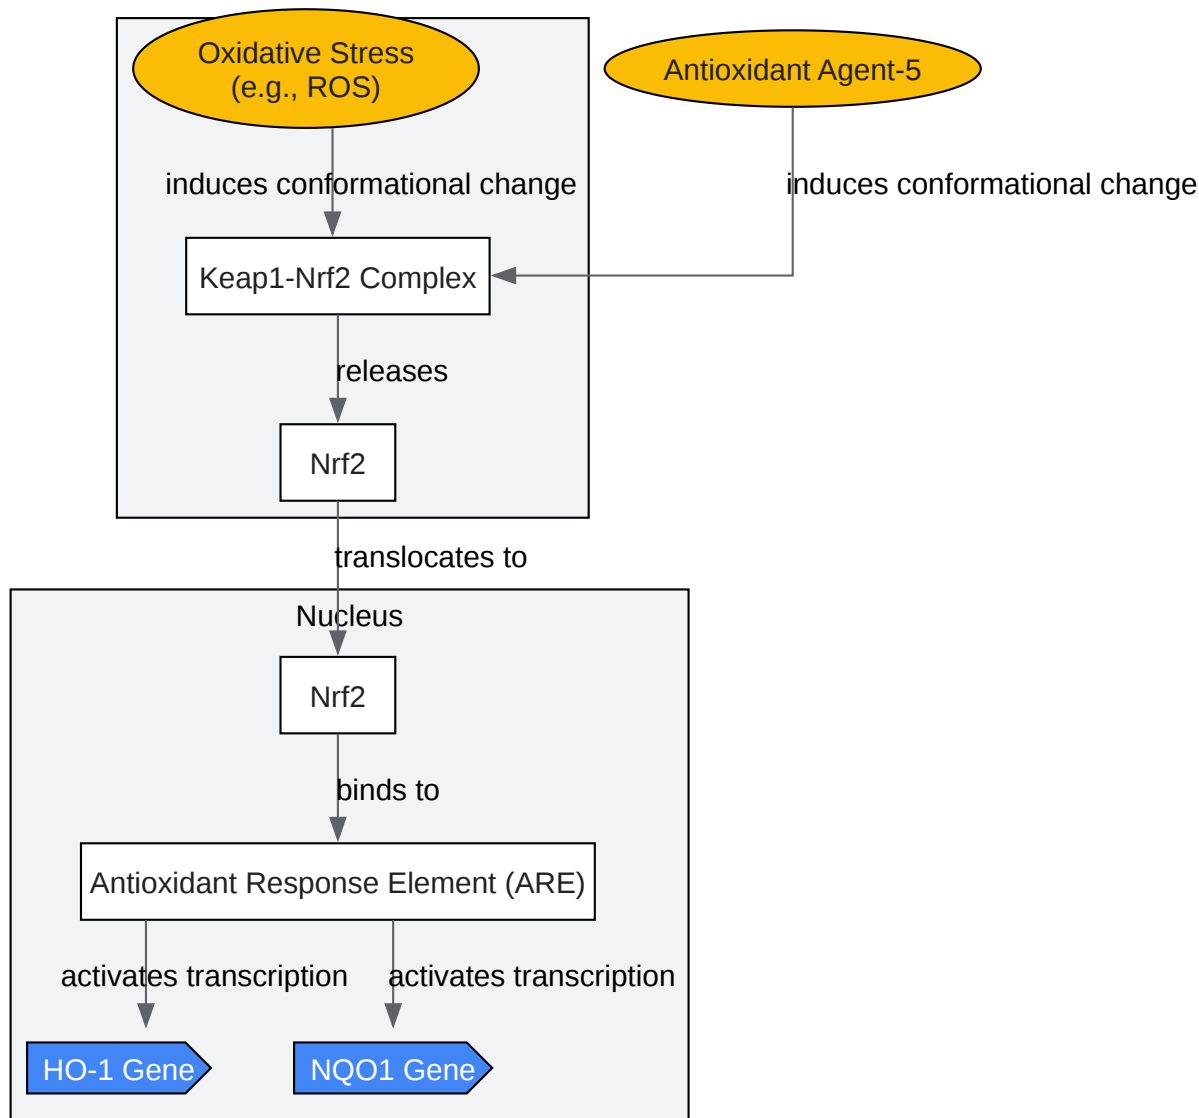 Oxidative Stress
(e.g., ROS)
Antioxidant Agent-5
induces conformational change
induces conformational change
Keap1-Nrf2 Complex
releases
Nrf2
translocates to
Nucleus
Nrf2
binds to
Antioxidant Response Element (ARE)
activates transcription
activates transcription
HO-1 Gene
NQO1 Gene